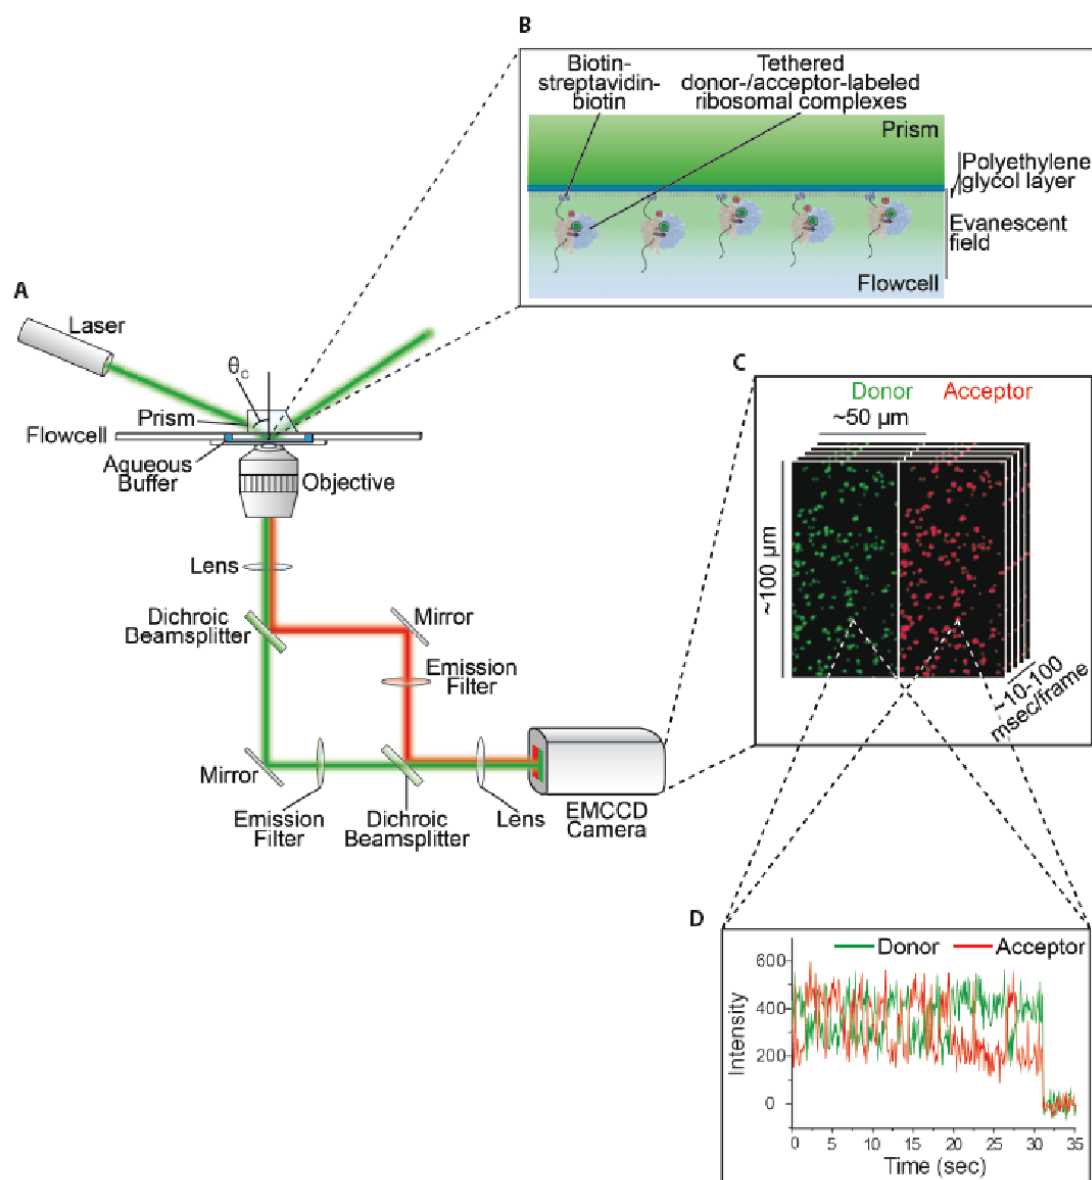 B
Biotin-
streptavidin-
biotin
Tethered
donor-/acceptor-labeled
ribosomal complexes
Prism
Polyethylene
glycol layer
Evanescent
field
Flowcell
A
Laser
θc
Prism
Flowcell
Aqueous
Buffer
Objective
Lens
Dichroic
Beamsplitter
Mirror
Emission
Filter
Mirror
Emission
Filter
Dichroic
Beamsplitter
Lens
EMCCD
Camera
C
Donor
Acceptor
~50 µm
~100 µm
~10-100
msec/frame
D
Donor
Acceptor
600
400
200
0
Intensity
0 5 10 15 20 25 30 35
Time (sec)